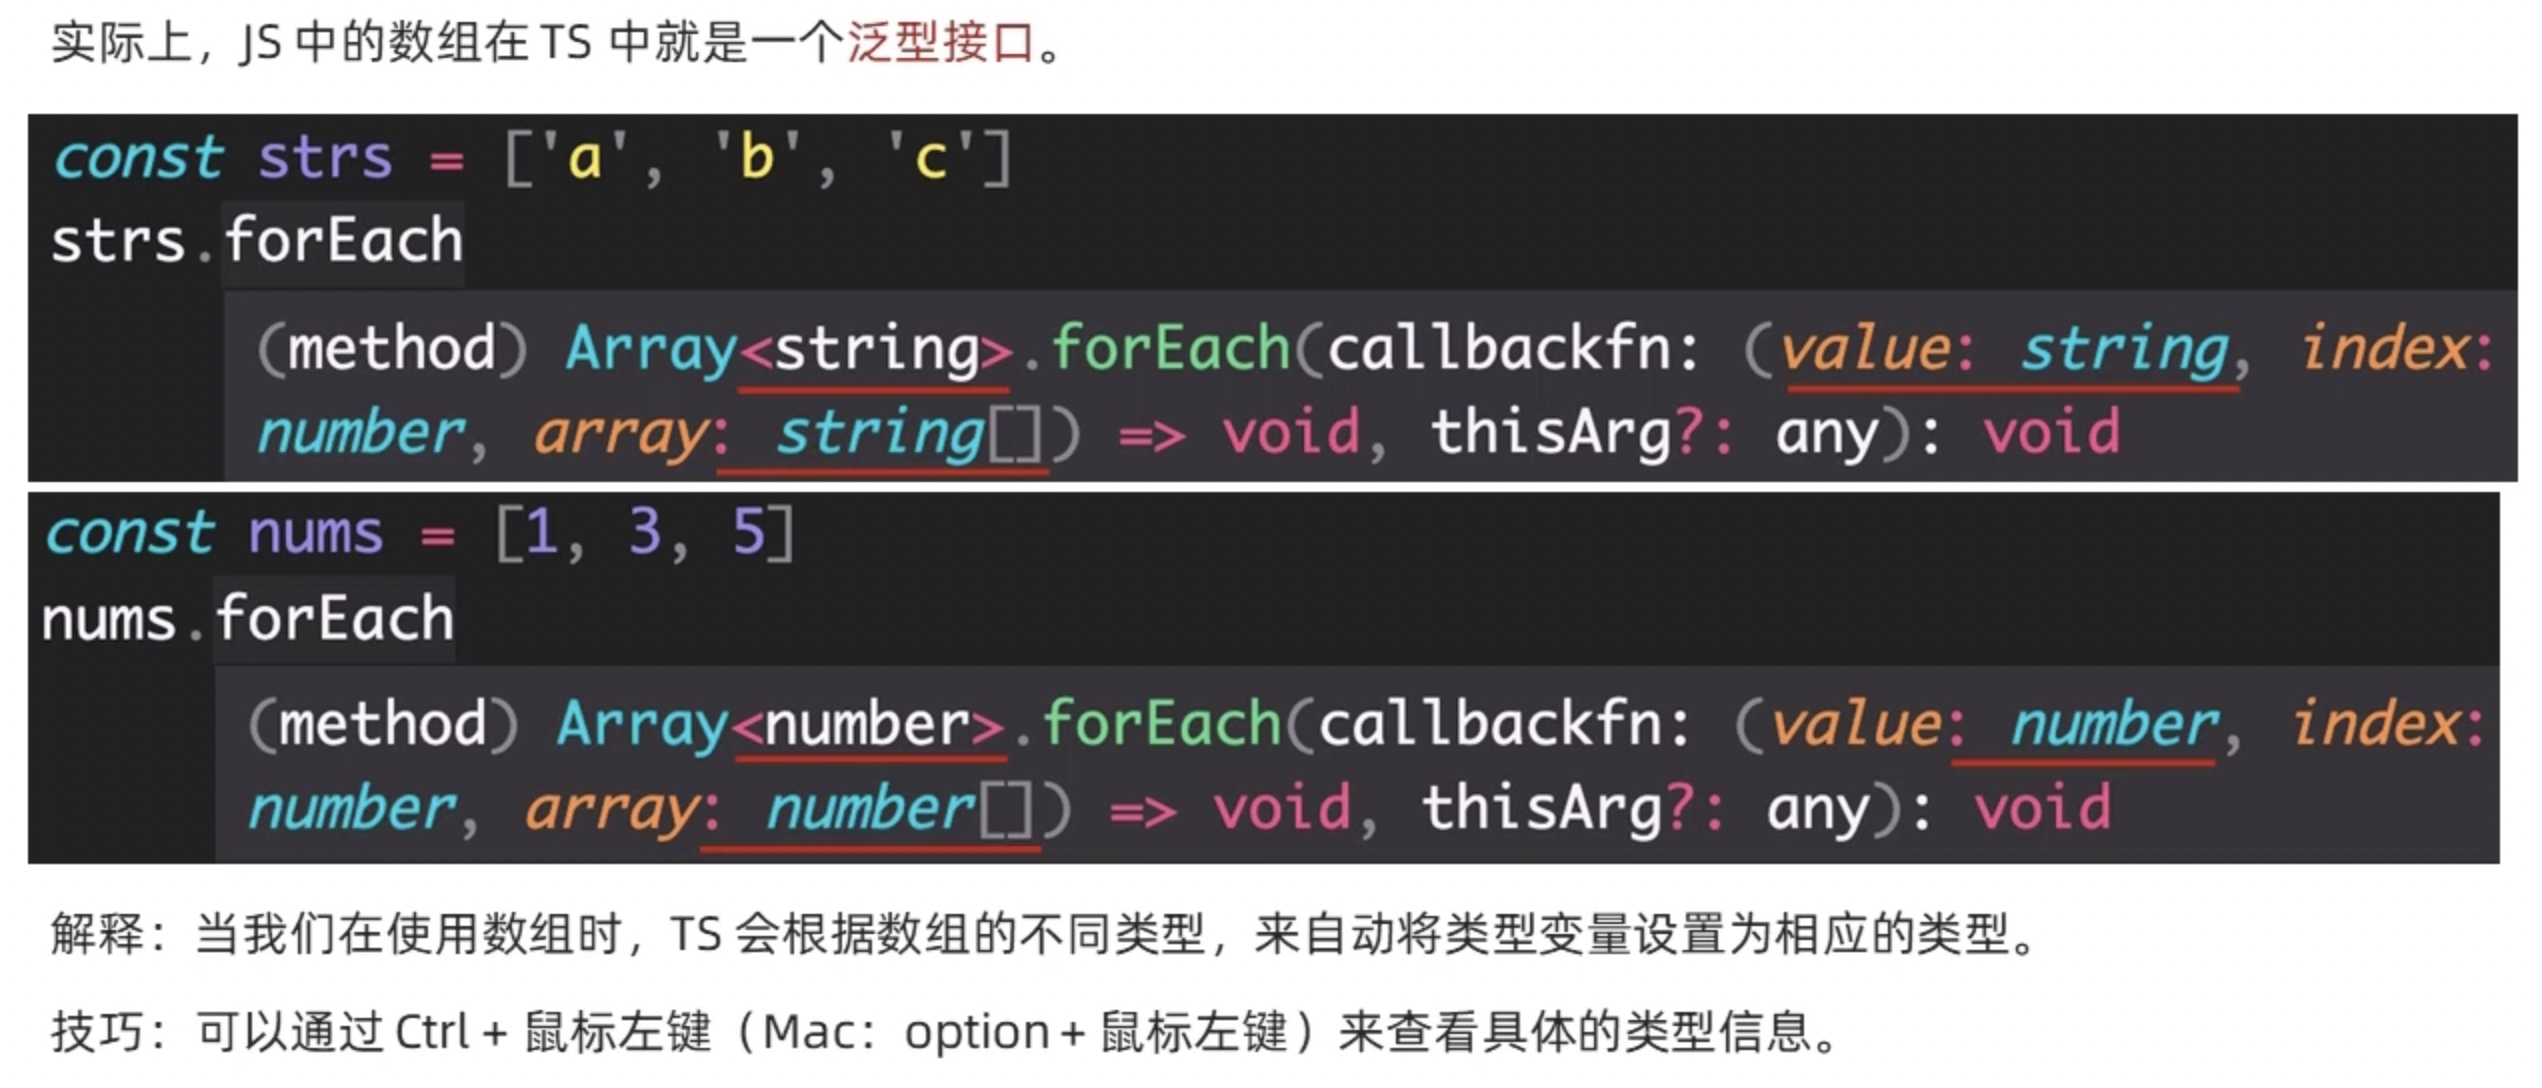 实际上，JS 中的数组在 TS 中就是一个泛型接口。
const strs = ['a', 'b', 'c']
strs.forEach
(method) Array<string>.forEach(callbackfn: (value: string, index:
number, array: string[]) => void, thisArg?: any): void
const nums = [1, 3, 5]
nums.forEach
(method) Array<number>.forEach(callbackfn: (value: number, index:
number, array: number[]) => void, thisArg?: any): void
解释：当我们在使用数组时，TS 会根据数组的不同类型，来自动将类型变量设置为相应的类型。
技巧：可以通过 Ctrl + 鼠标左键（Mac：option + 鼠标左键）来查看具体的类型信息。